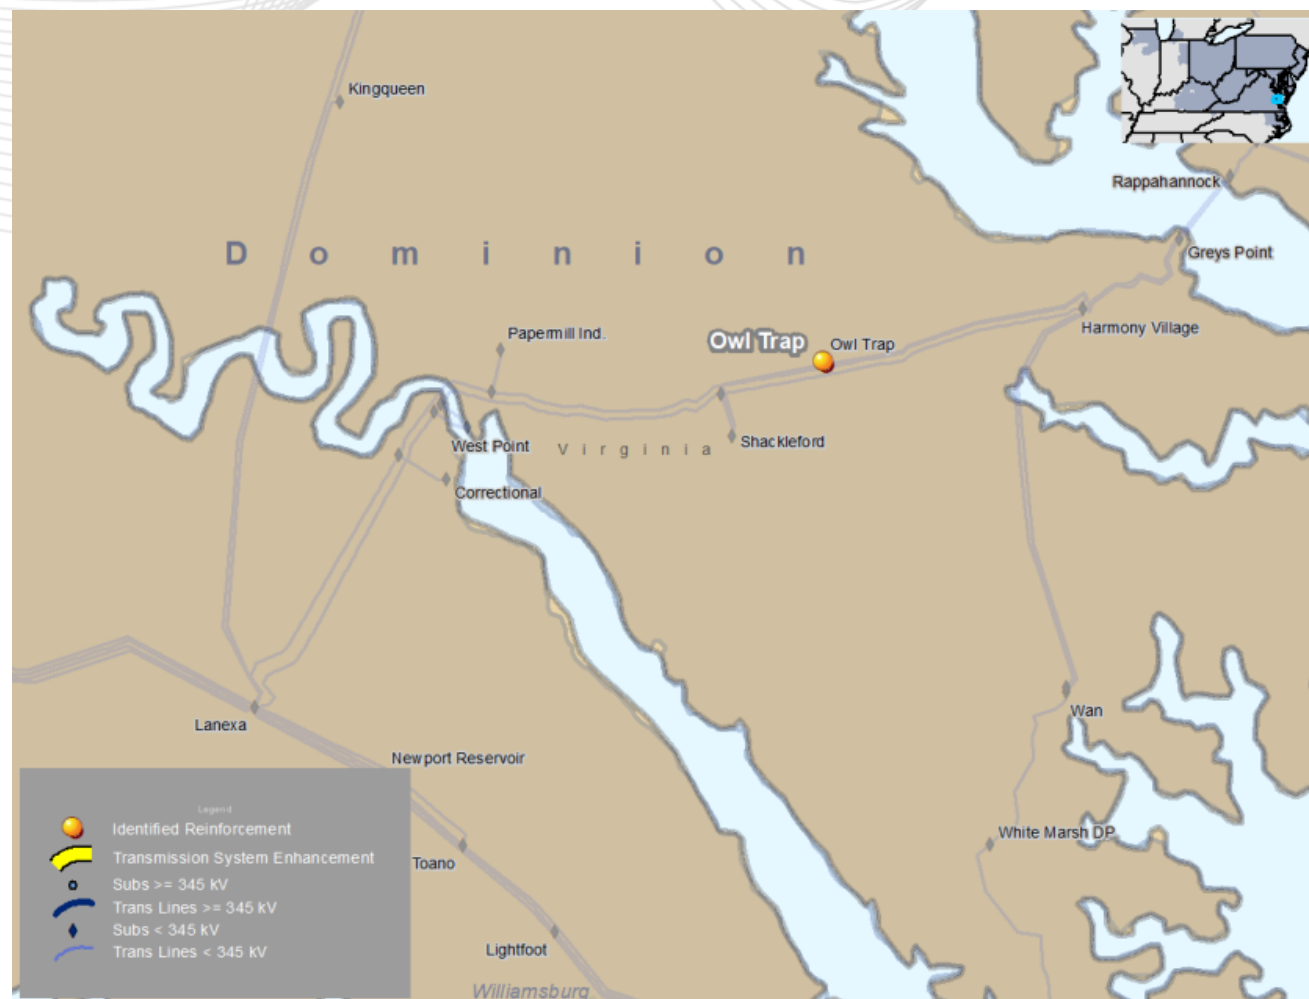 Kingqueen
Rappahannock
Dominion
Greys Point
Harmony Village
Papermill Ind.
Owl Trap
Owl Trap
West Point
Virginia
Shackleford
Correctional
Wan
Lanexa
Newport Reservoir
White Marsh DP
Toano
Lightfoot
Williamsburg
Legend
Identified Reinforcement
Transmission System Enhancement
Subs >= 345 kV
Trans Lines >= 345 kV
Subs < 345 kV
Trans Lines < 345 kV